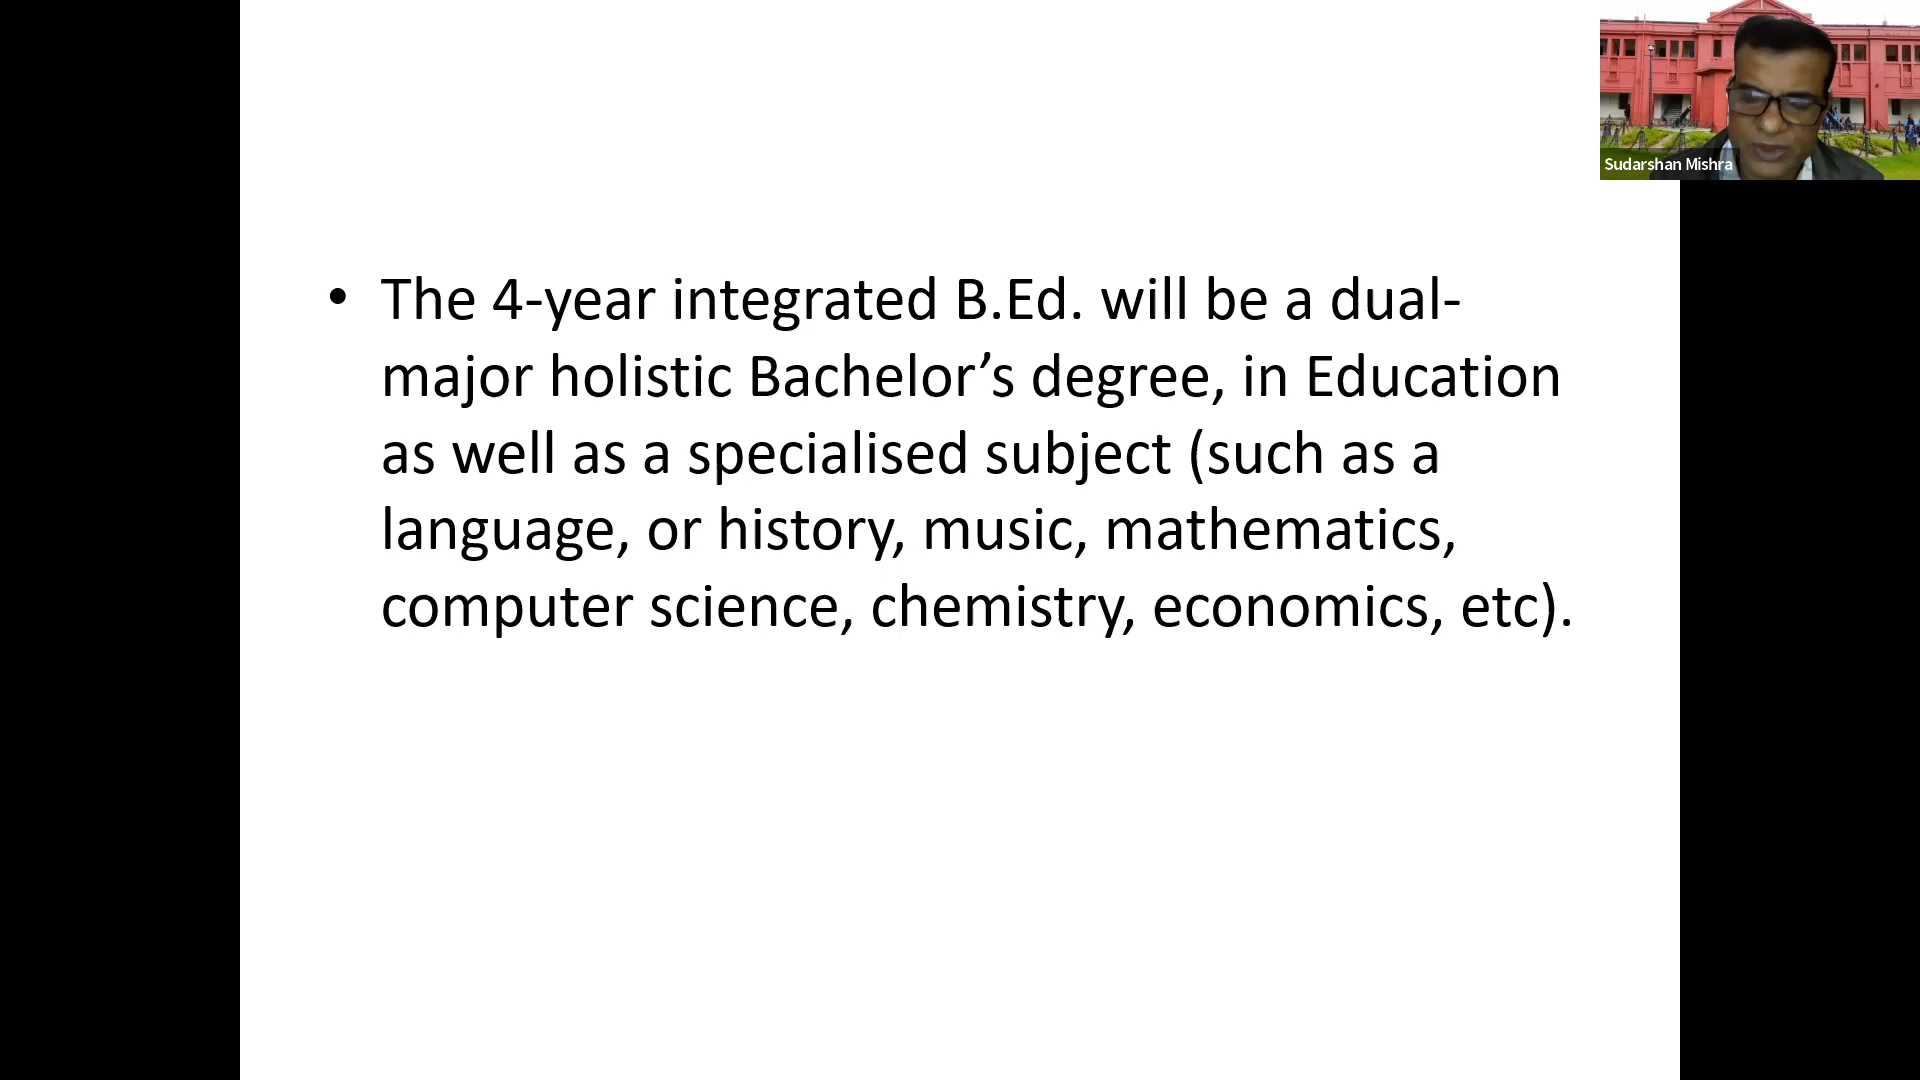 Sudarshan Mishra
• The 4-year integrated B.Ed. will be a dual-
major holistic Bachelor’s degree, in Education
as well as a specialised subject (such as a
language, or history, music, mathematics,
computer science, chemistry, economics, etc).